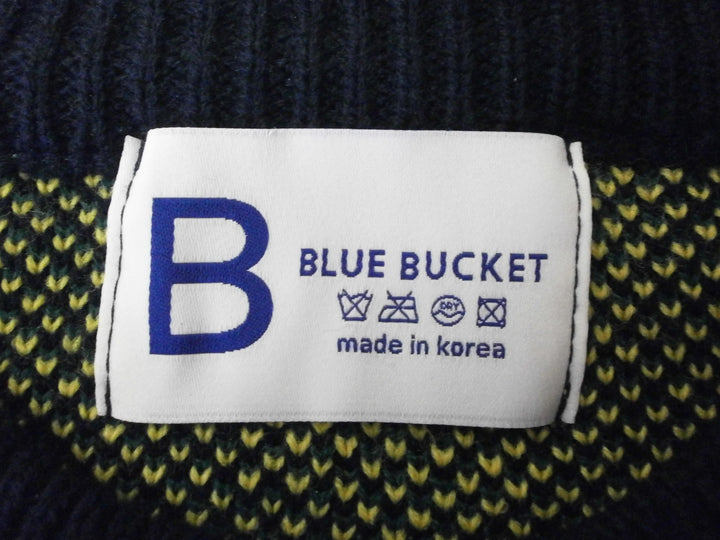 B
BLUE BUCKET
DRY
made in korea